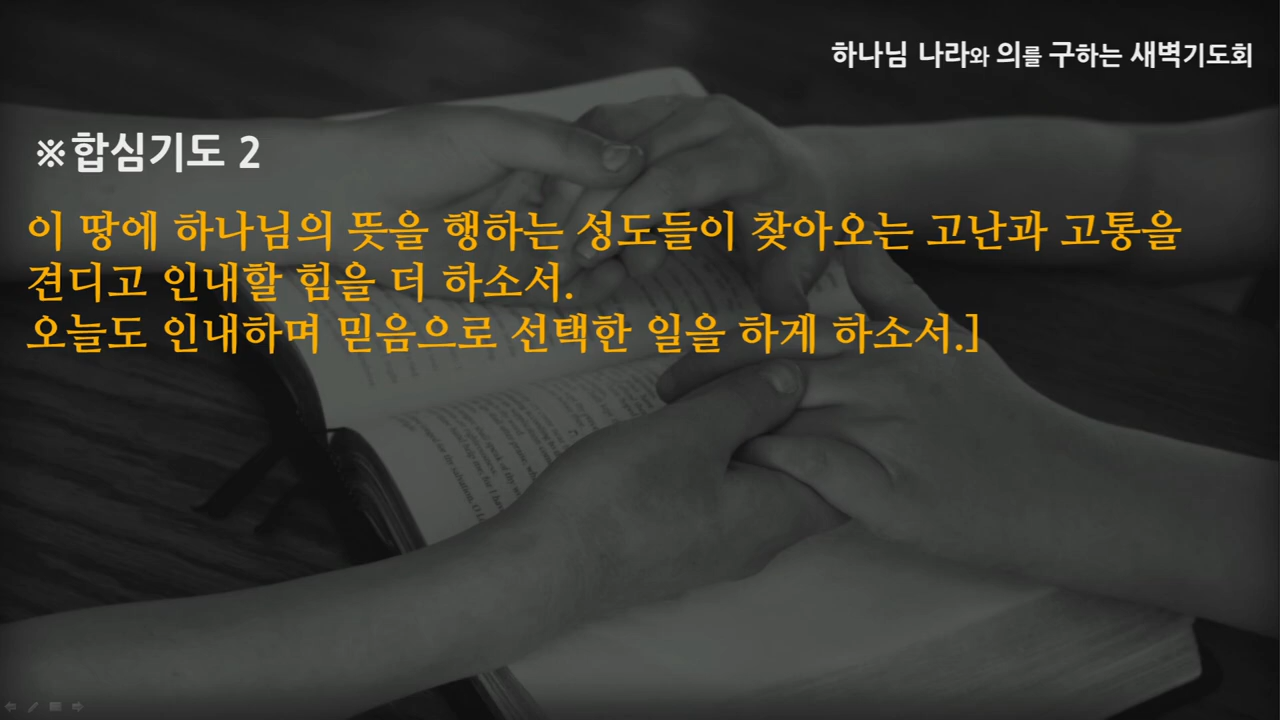 하나님 나라와 의를 구하는 새벽기도회
※합심기도 2
이 땅에 하나님의 뜻을 행하는 성도들이 찾아오는 고난과 고통을
견디고 인내할 힘을 더 하소서.
오늘도 인내하며 믿음으로 선택한 일을 하게 하소서.]